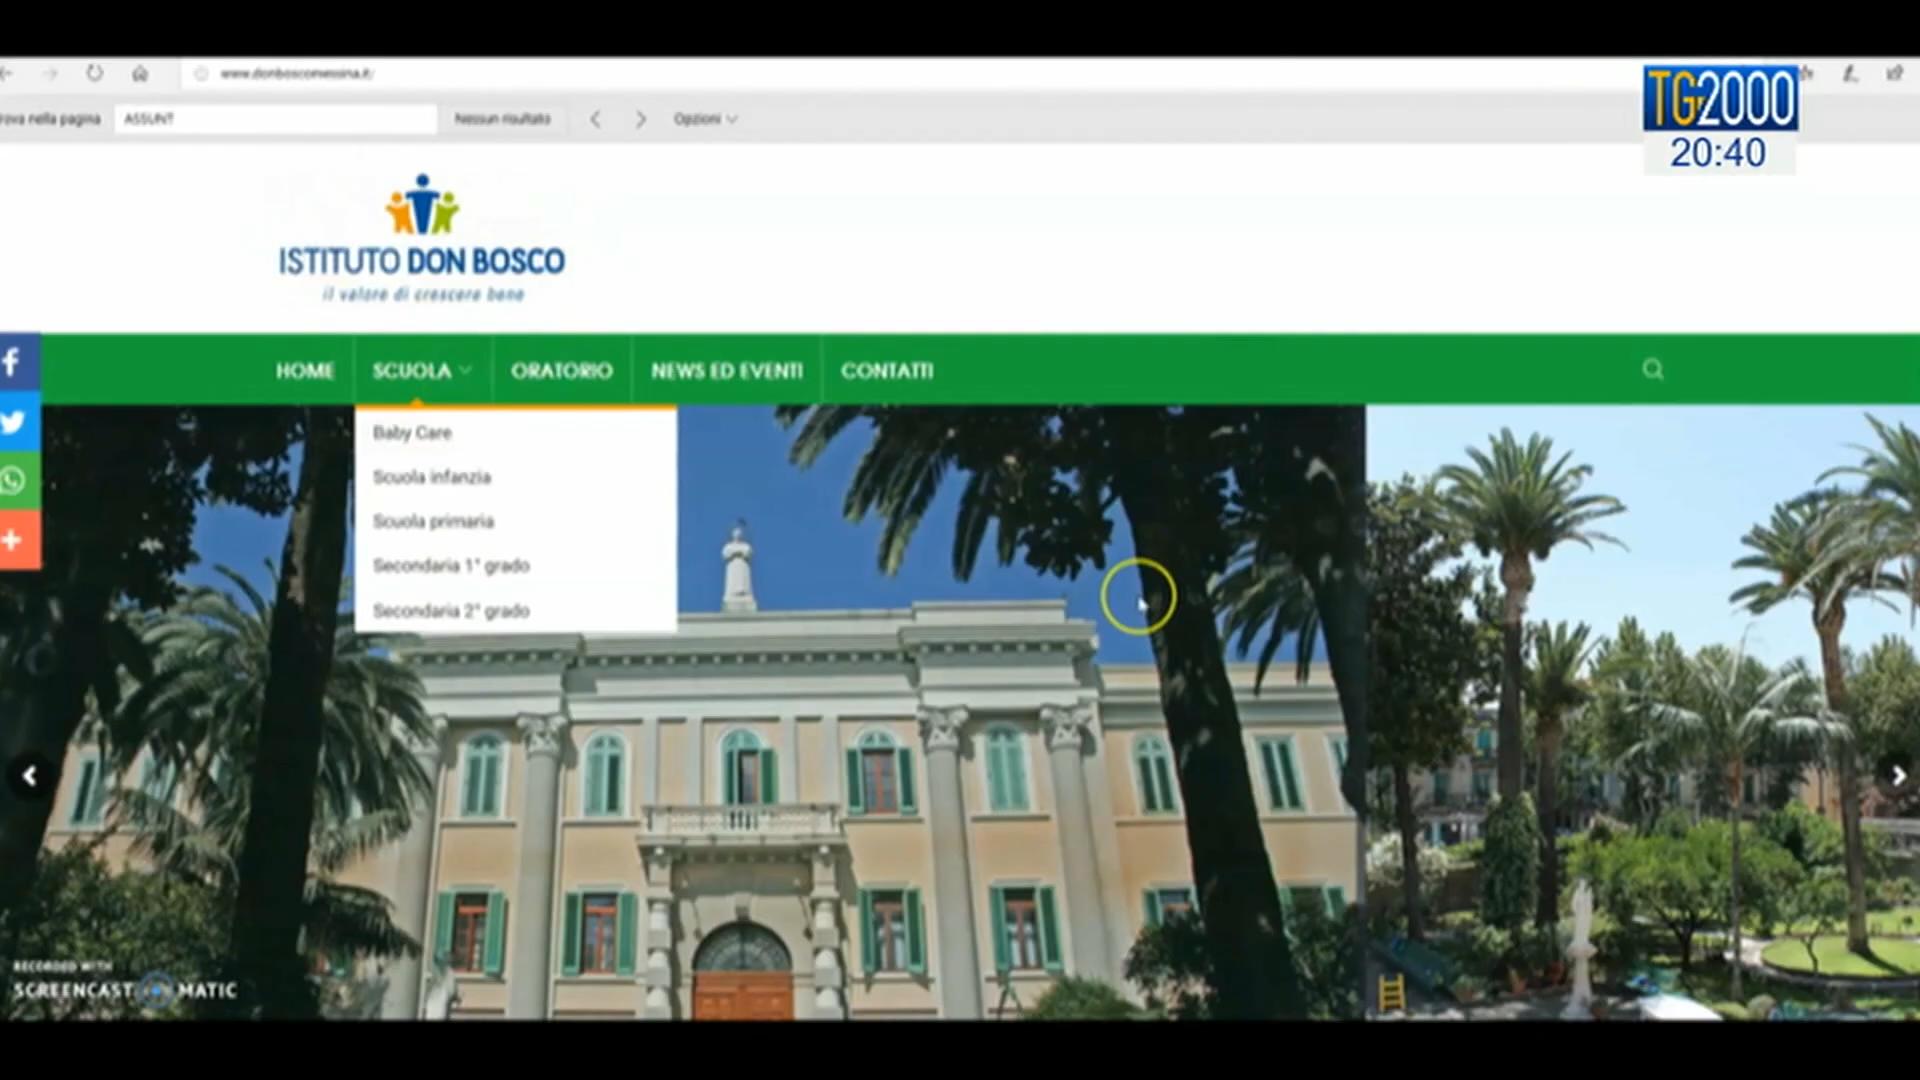 www.donboscomessina.it/
rova nella pagina ASSUNT Nessun risultato Opzioni
TG2000
20:40
ISTITUTO DON BOSCO
il valore di crescere bene
HOME SCUOLA ORATORIO NEWS ED EVENTI CONTATTI
Baby Care
Scuola infanzia
Scuola primaria
Secondaria 1° grado
Secondaria 2° grado
RECORDED WITH
SCREENCAST MATIC